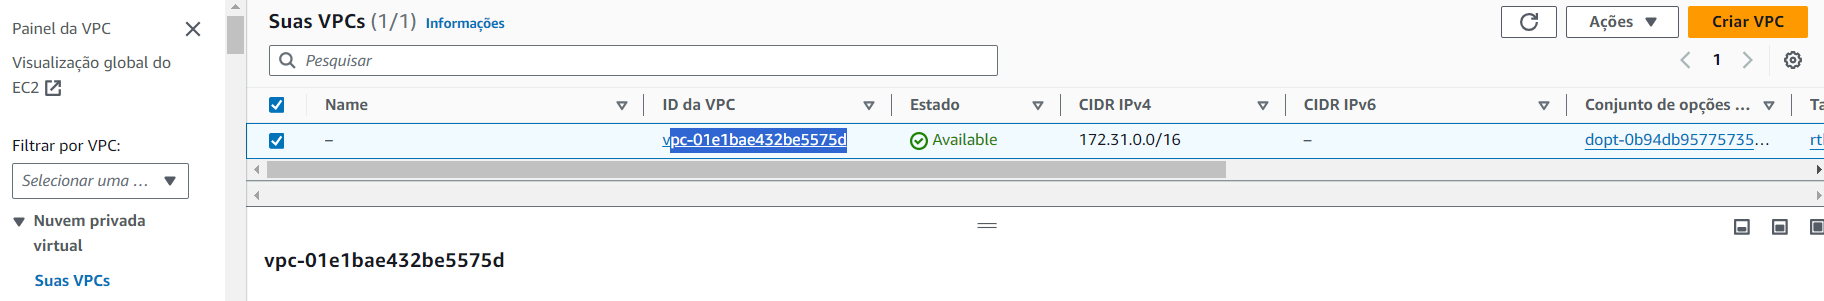 Painel da VPC
Visualização global do
EC2
Filtrar por VPC:
Selecionar uma ...
Nuvem privada
virtual
Suas VPCs
Suas VPCs (1/1) Informações
Ações
Criar VPC
Pesquisar
1
Name ID da VPC Estado CIDR IPv4 CIDR IPv6 Conjunto de opções ... Ta
– vpc-01e1bae432be5575d Available 172.31.0.0/16 – dopt-0b94db95775735... rtl
vpc-01e1bae432be5575d